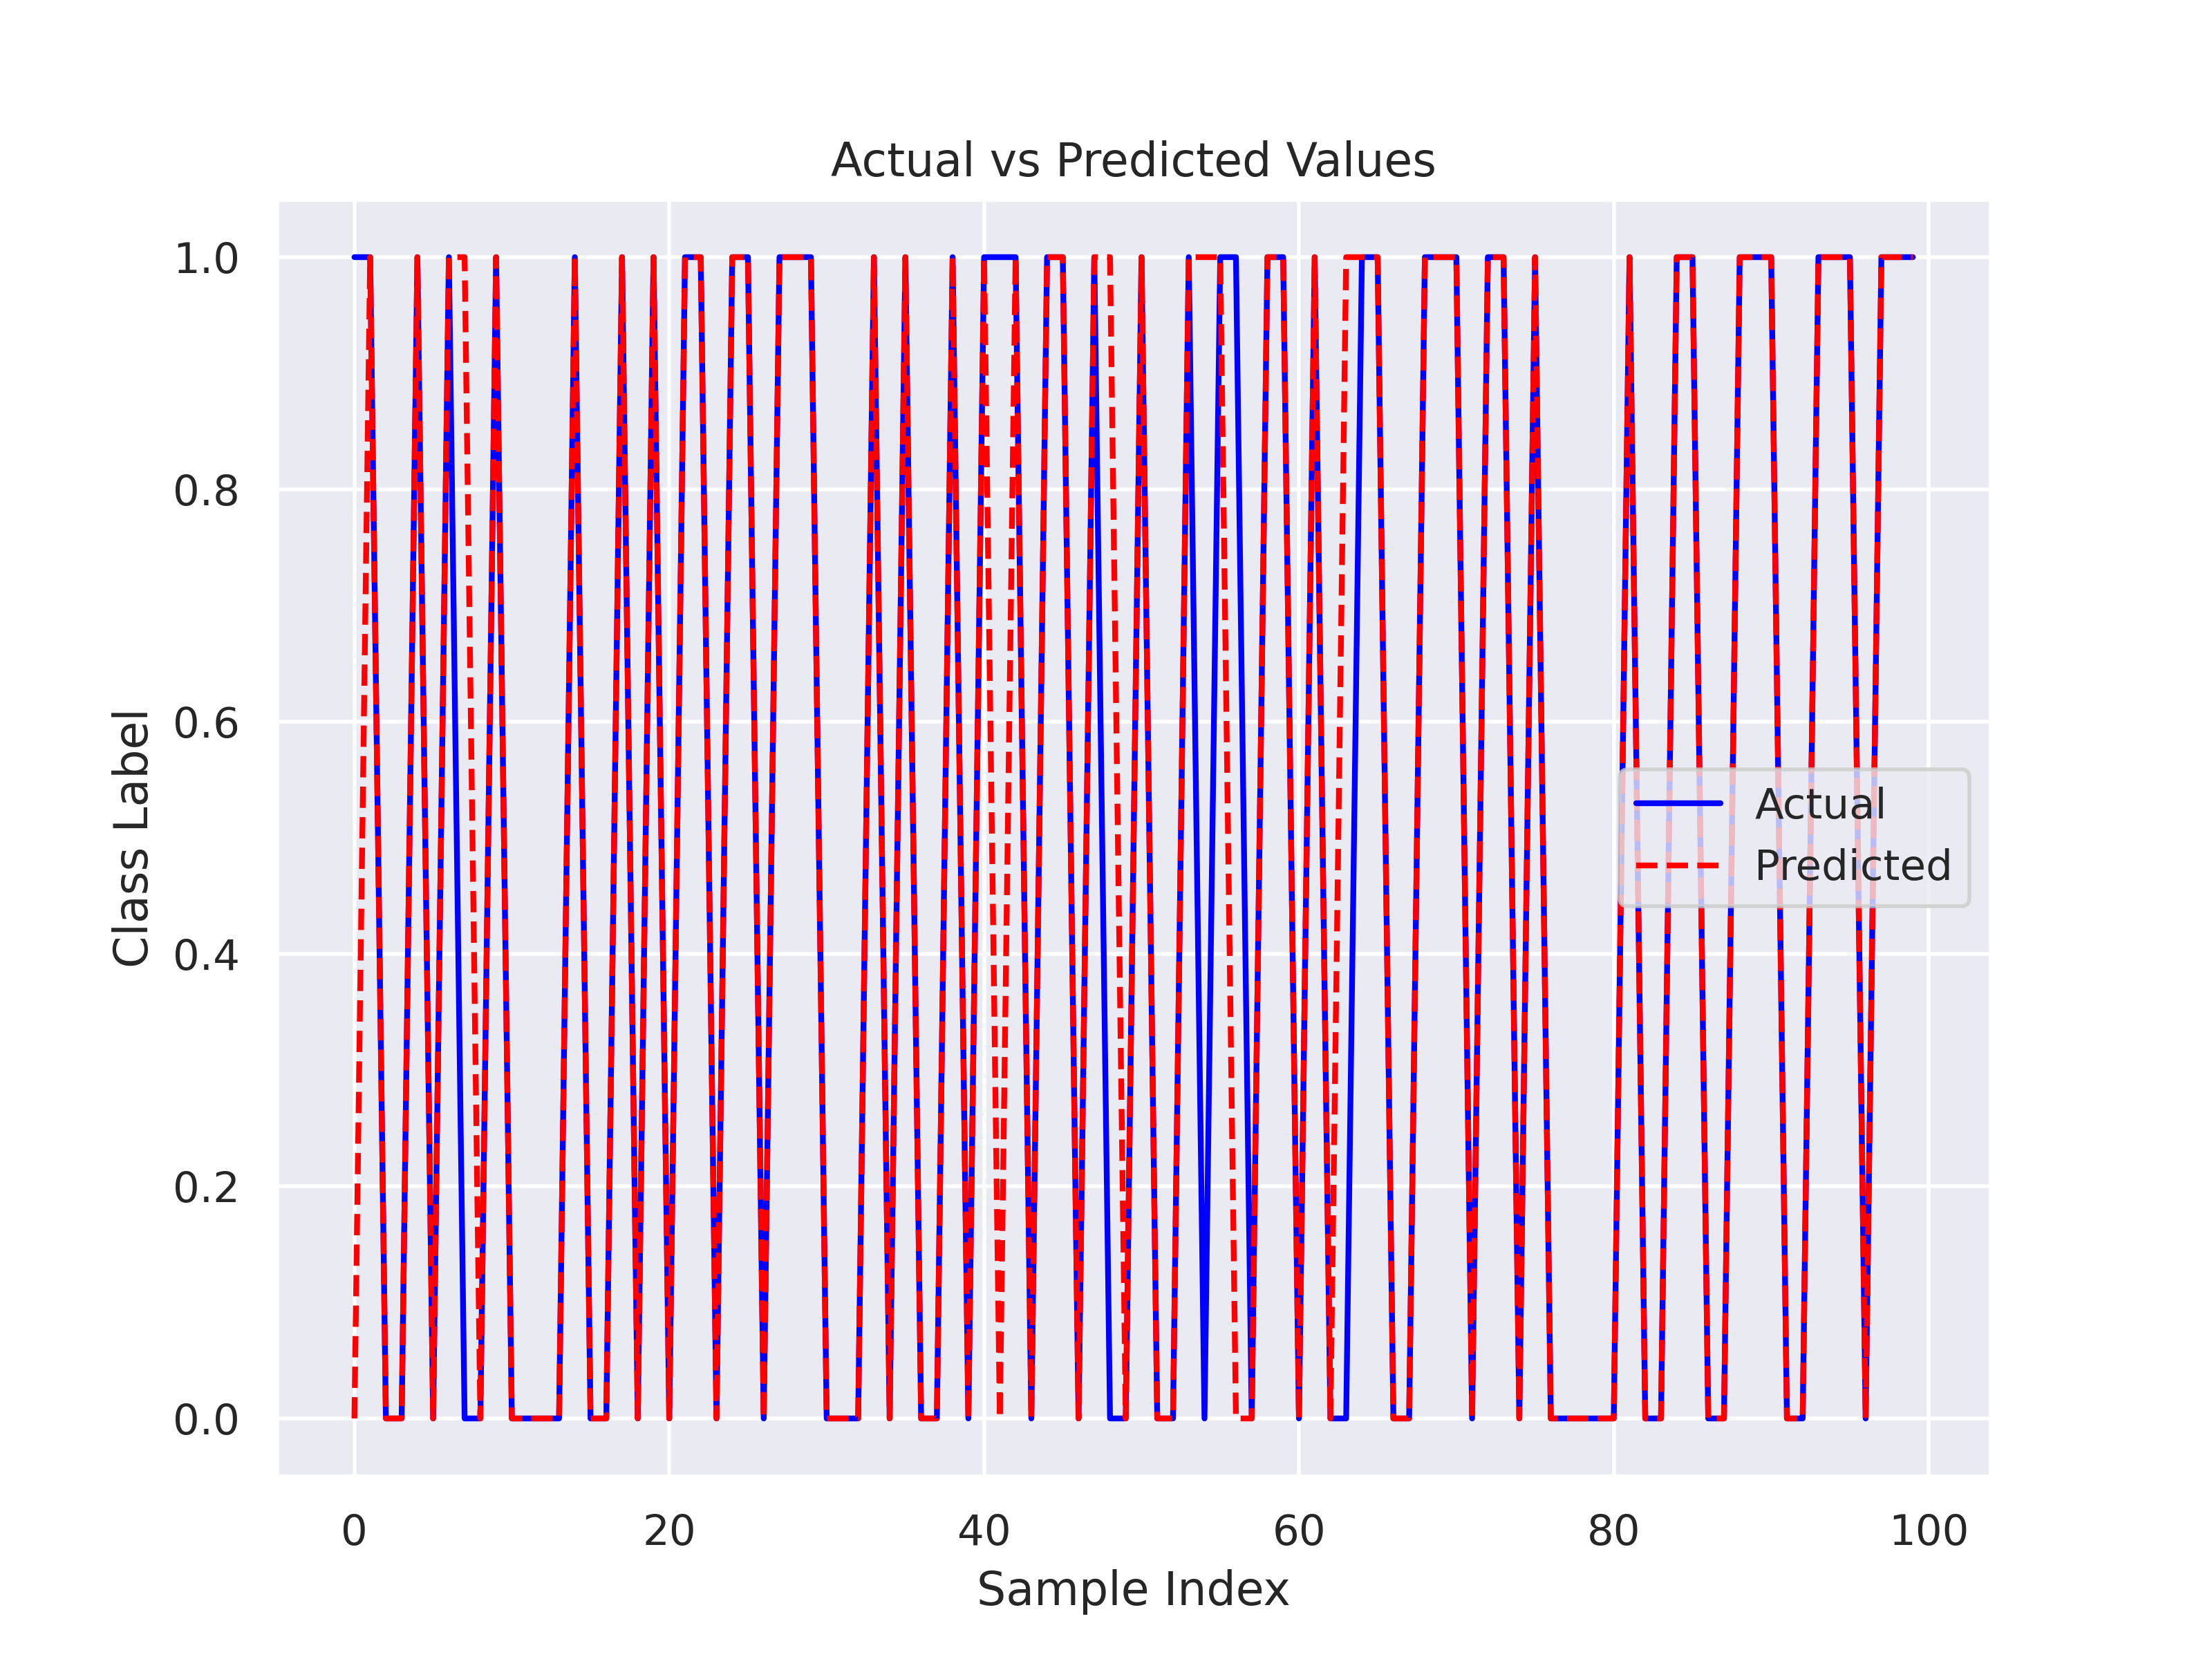 Actual vs Predicted Values
1.0
0.8
0.6
0.4
0.2
0.0
Class Label
Actual
Predicted
0 20 40 60 80 100
Sample Index